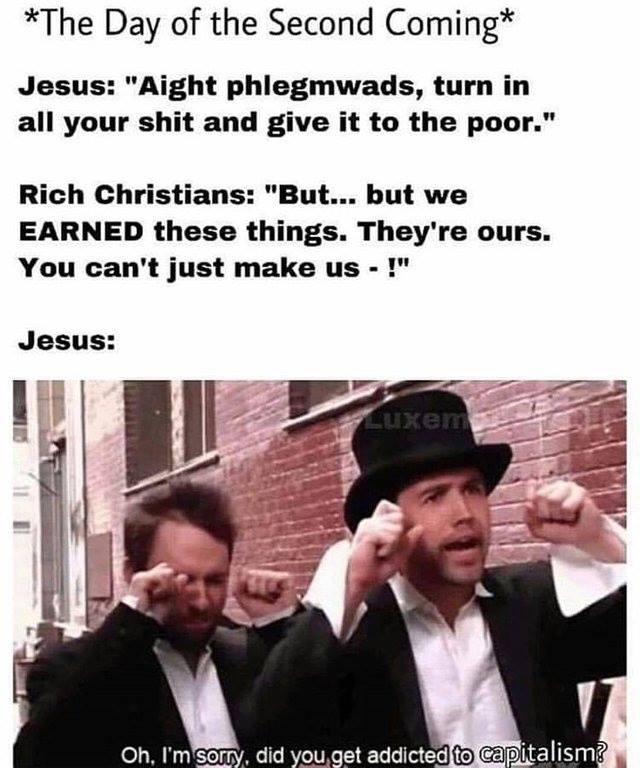 *The Day of the Second Coming*
Jesus: "Aight phlegmwads, turn in
all your shit and give it to the poor."
Rich Christians: "But... but we
EARNED these things. They're ours.
You can't just make us - !"
Jesus:
Oh, I'm sorry, did you get addicted to capitalism?